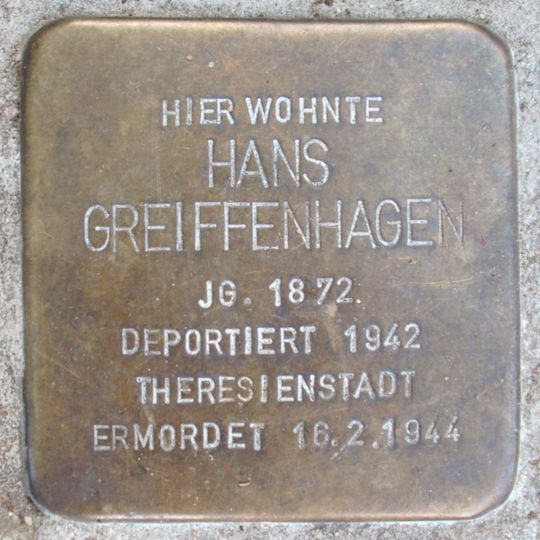 HIER WOHNTE
HANS
GREIFFENHAGEN
JG. 1872
DEPORTIERT 1942
THERESIENSTADT
ERMORDET 16.2.1944